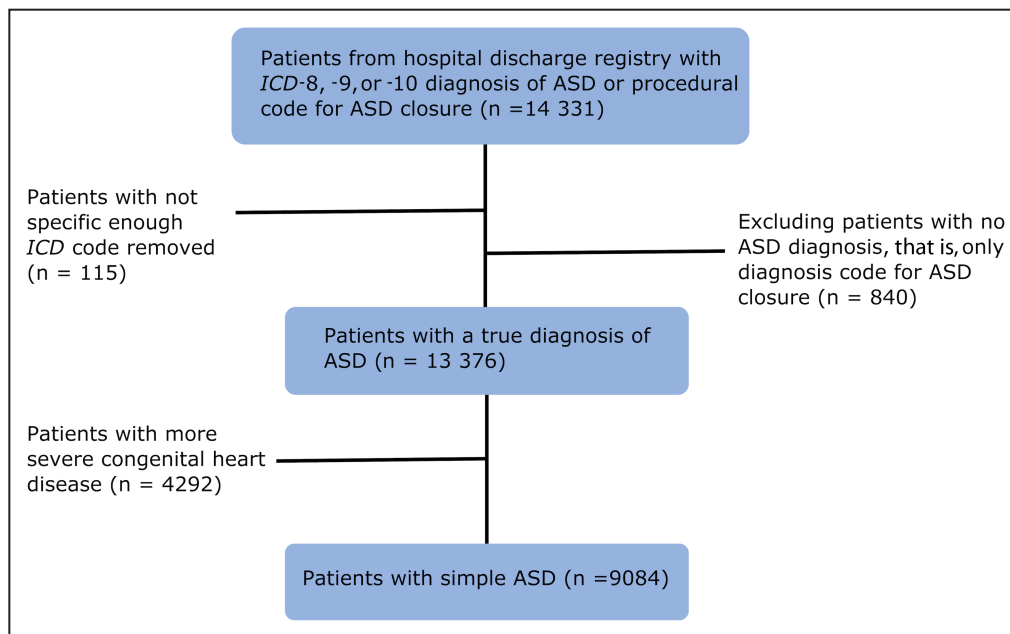 Patients from hospital discharge registry with
ICD-8, -9, or -10 diagnosis of ASD or procedural
code for ASD closure (n =14 331)
Patients with not
specific enough
ICD code removed
(n = 115)
Excluding patients with no
ASD diagnosis, that is, only
diagnosis code for ASD
closure (n = 840)
Patients with a true diagnosis of
ASD (n = 13 376)
Patients with more
severe congenital heart
disease (n = 4292)
Patients with simple ASD (n =9084)